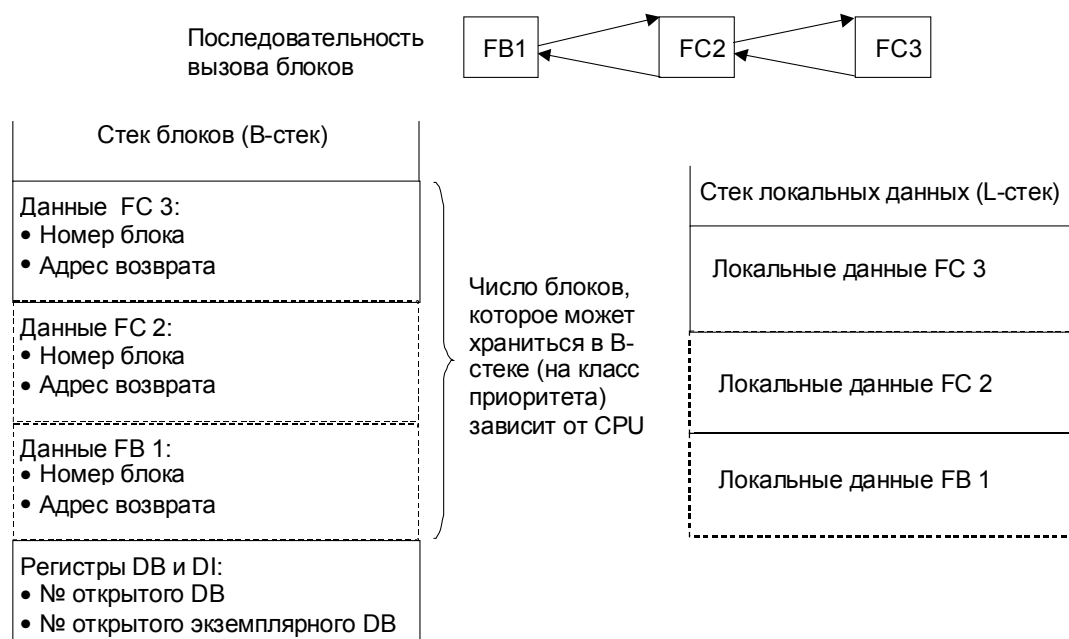 Последовательность
вызова блоков
FB1
FC2
FC3
Стек блоков (B-стек)
Данные FC 3:
• Номер блока
• Адрес возврата
Данные FC 2:
• Номер блока
• Адрес возврата
Данные FB 1:
• Номер блока
• Адрес возврата
Регистры DB и DI:
• № открытого DB
• № открытого экземплярного DB
Число блоков,
которое может
храниться в B-
стеке (на класс
приоритета)
зависит от CPU
Стек локальных данных (L-стек)
Локальные данные FC 3
Локальные данные FC 2
Локальные данные FB 1